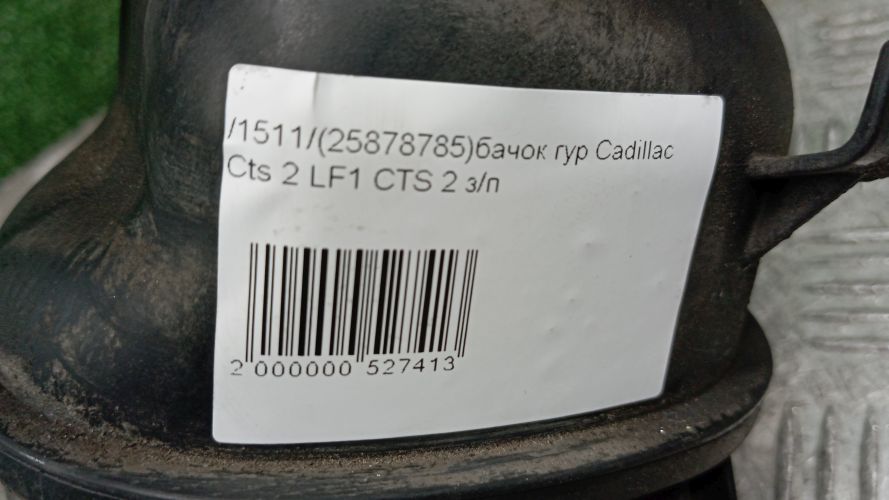 /1511/(25878785)бачок гур Cadillac
Cts 2 LF1 CTS 2 з/п
2 000000 527413